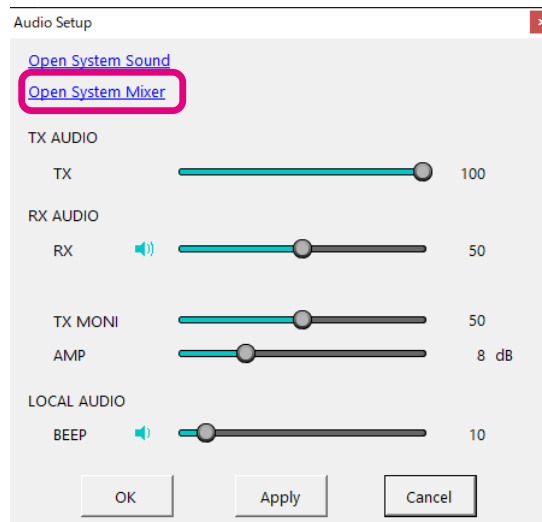 Audio Setup
Open System Sound
Open System Mixer
TX AUDIO
TX 100
RX AUDIO
RX 50
TX MONI 50
AMP 8 dB
LOCAL AUDIO
BEEP 10
OK Apply Cancel